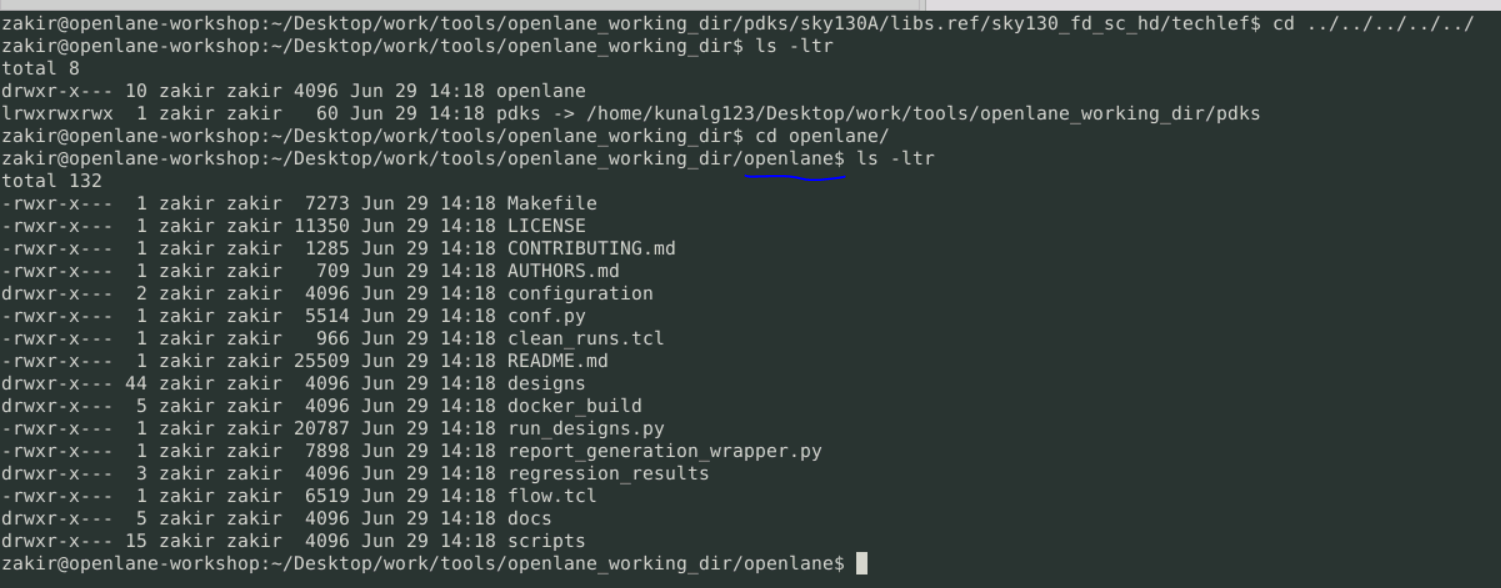 zakir@openlane-workshop:~/Desktop/work/tools/openlane_working_dir/pdks/sky130A/libs.ref/sky130_fd_sc_hd/techlef$ cd ../../../../../
zakir@openlane-workshop:~/Desktop/work/tools/openlane_working_dir$ ls -ltr
total 8
drwxr-x--- 10 zakir zakir 4096 Jun 29 14:18 openlane
lrwxrwxrwx  1 zakir zakir   60 Jun 29 14:18 pdks -> /home/kunalg123/Desktop/work/tools/openlane_working_dir/pdks
zakir@openlane-workshop:~/Desktop/work/tools/openlane_working_dir$ cd openlane/
zakir@openlane-workshop:~/Desktop/work/tools/openlane_working_dir/openlane$ ls -ltr
total 132
-rwxr-x---  1 zakir zakir  7273 Jun 29 14:18 Makefile
-rwxr-x---  1 zakir zakir 11350 Jun 29 14:18 LICENSE
-rwxr-x---  1 zakir zakir  1285 Jun 29 14:18 CONTRIBUTING.md
-rwxr-x---  1 zakir zakir   709 Jun 29 14:18 AUTHORS.md
drwxr-x---  2 zakir zakir  4096 Jun 29 14:18 configuration
-rwxr-x---  1 zakir zakir  5514 Jun 29 14:18 conf.py
-rwxr-x---  1 zakir zakir   966 Jun 29 14:18 clean_runs.tcl
-rwxr-x---  1 zakir zakir 25509 Jun 29 14:18 README.md
drwxr-x--- 44 zakir zakir  4096 Jun 29 14:18 designs
drwxr-x---  5 zakir zakir  4096 Jun 29 14:18 docker_build
-rwxr-x---  1 zakir zakir 20787 Jun 29 14:18 run_designs.py
-rwxr-x---  1 zakir zakir  7898 Jun 29 14:18 report_generation_wrapper.py
drwxr-x---  3 zakir zakir  4096 Jun 29 14:18 regression_results
-rwxr-x---  1 zakir zakir  6519 Jun 29 14:18 flow.tcl
drwxr-x---  5 zakir zakir  4096 Jun 29 14:18 docs
drwxr-x--- 15 zakir zakir  4096 Jun 29 14:18 scripts
zakir@openlane-workshop:~/Desktop/work/tools/openlane_working_dir/openlane$